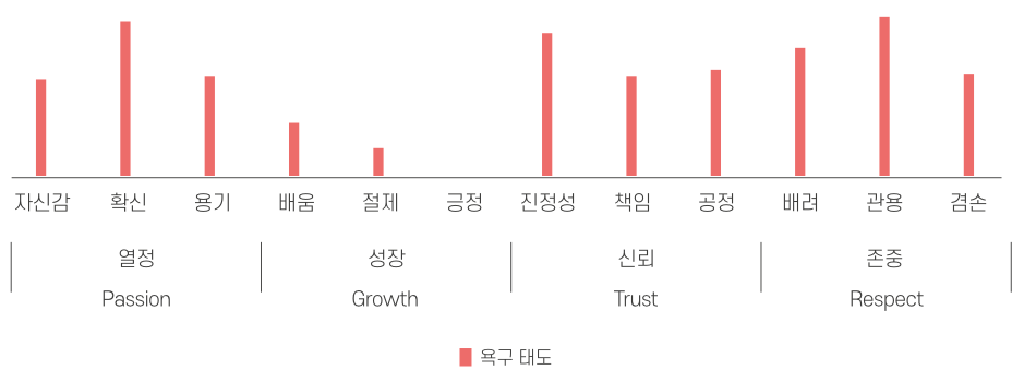 자신감 확신 용기 배움 절제 긍정 진정성 책임 공정 배려 관용 겸손
열정 성장 신뢰 존중
Passion Growth Trust Respect
욕구 태도